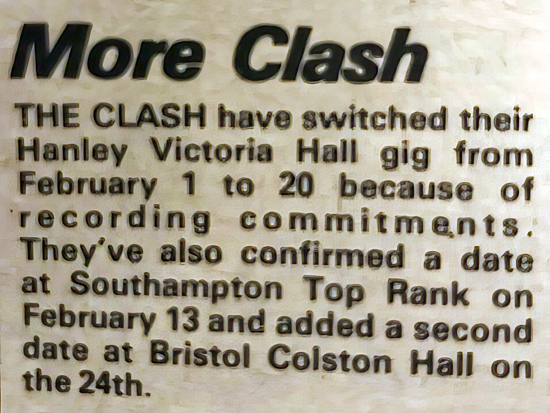 More Clash
THE CLASH have switched their
Hanley Victoria Hall gig from
February 1 to 20 because of
recording commitments.
They've also confirmed a date
at Southampton Top Rank on
February 13 and added a second
date at Bristol Colston Hall on
the 24th.